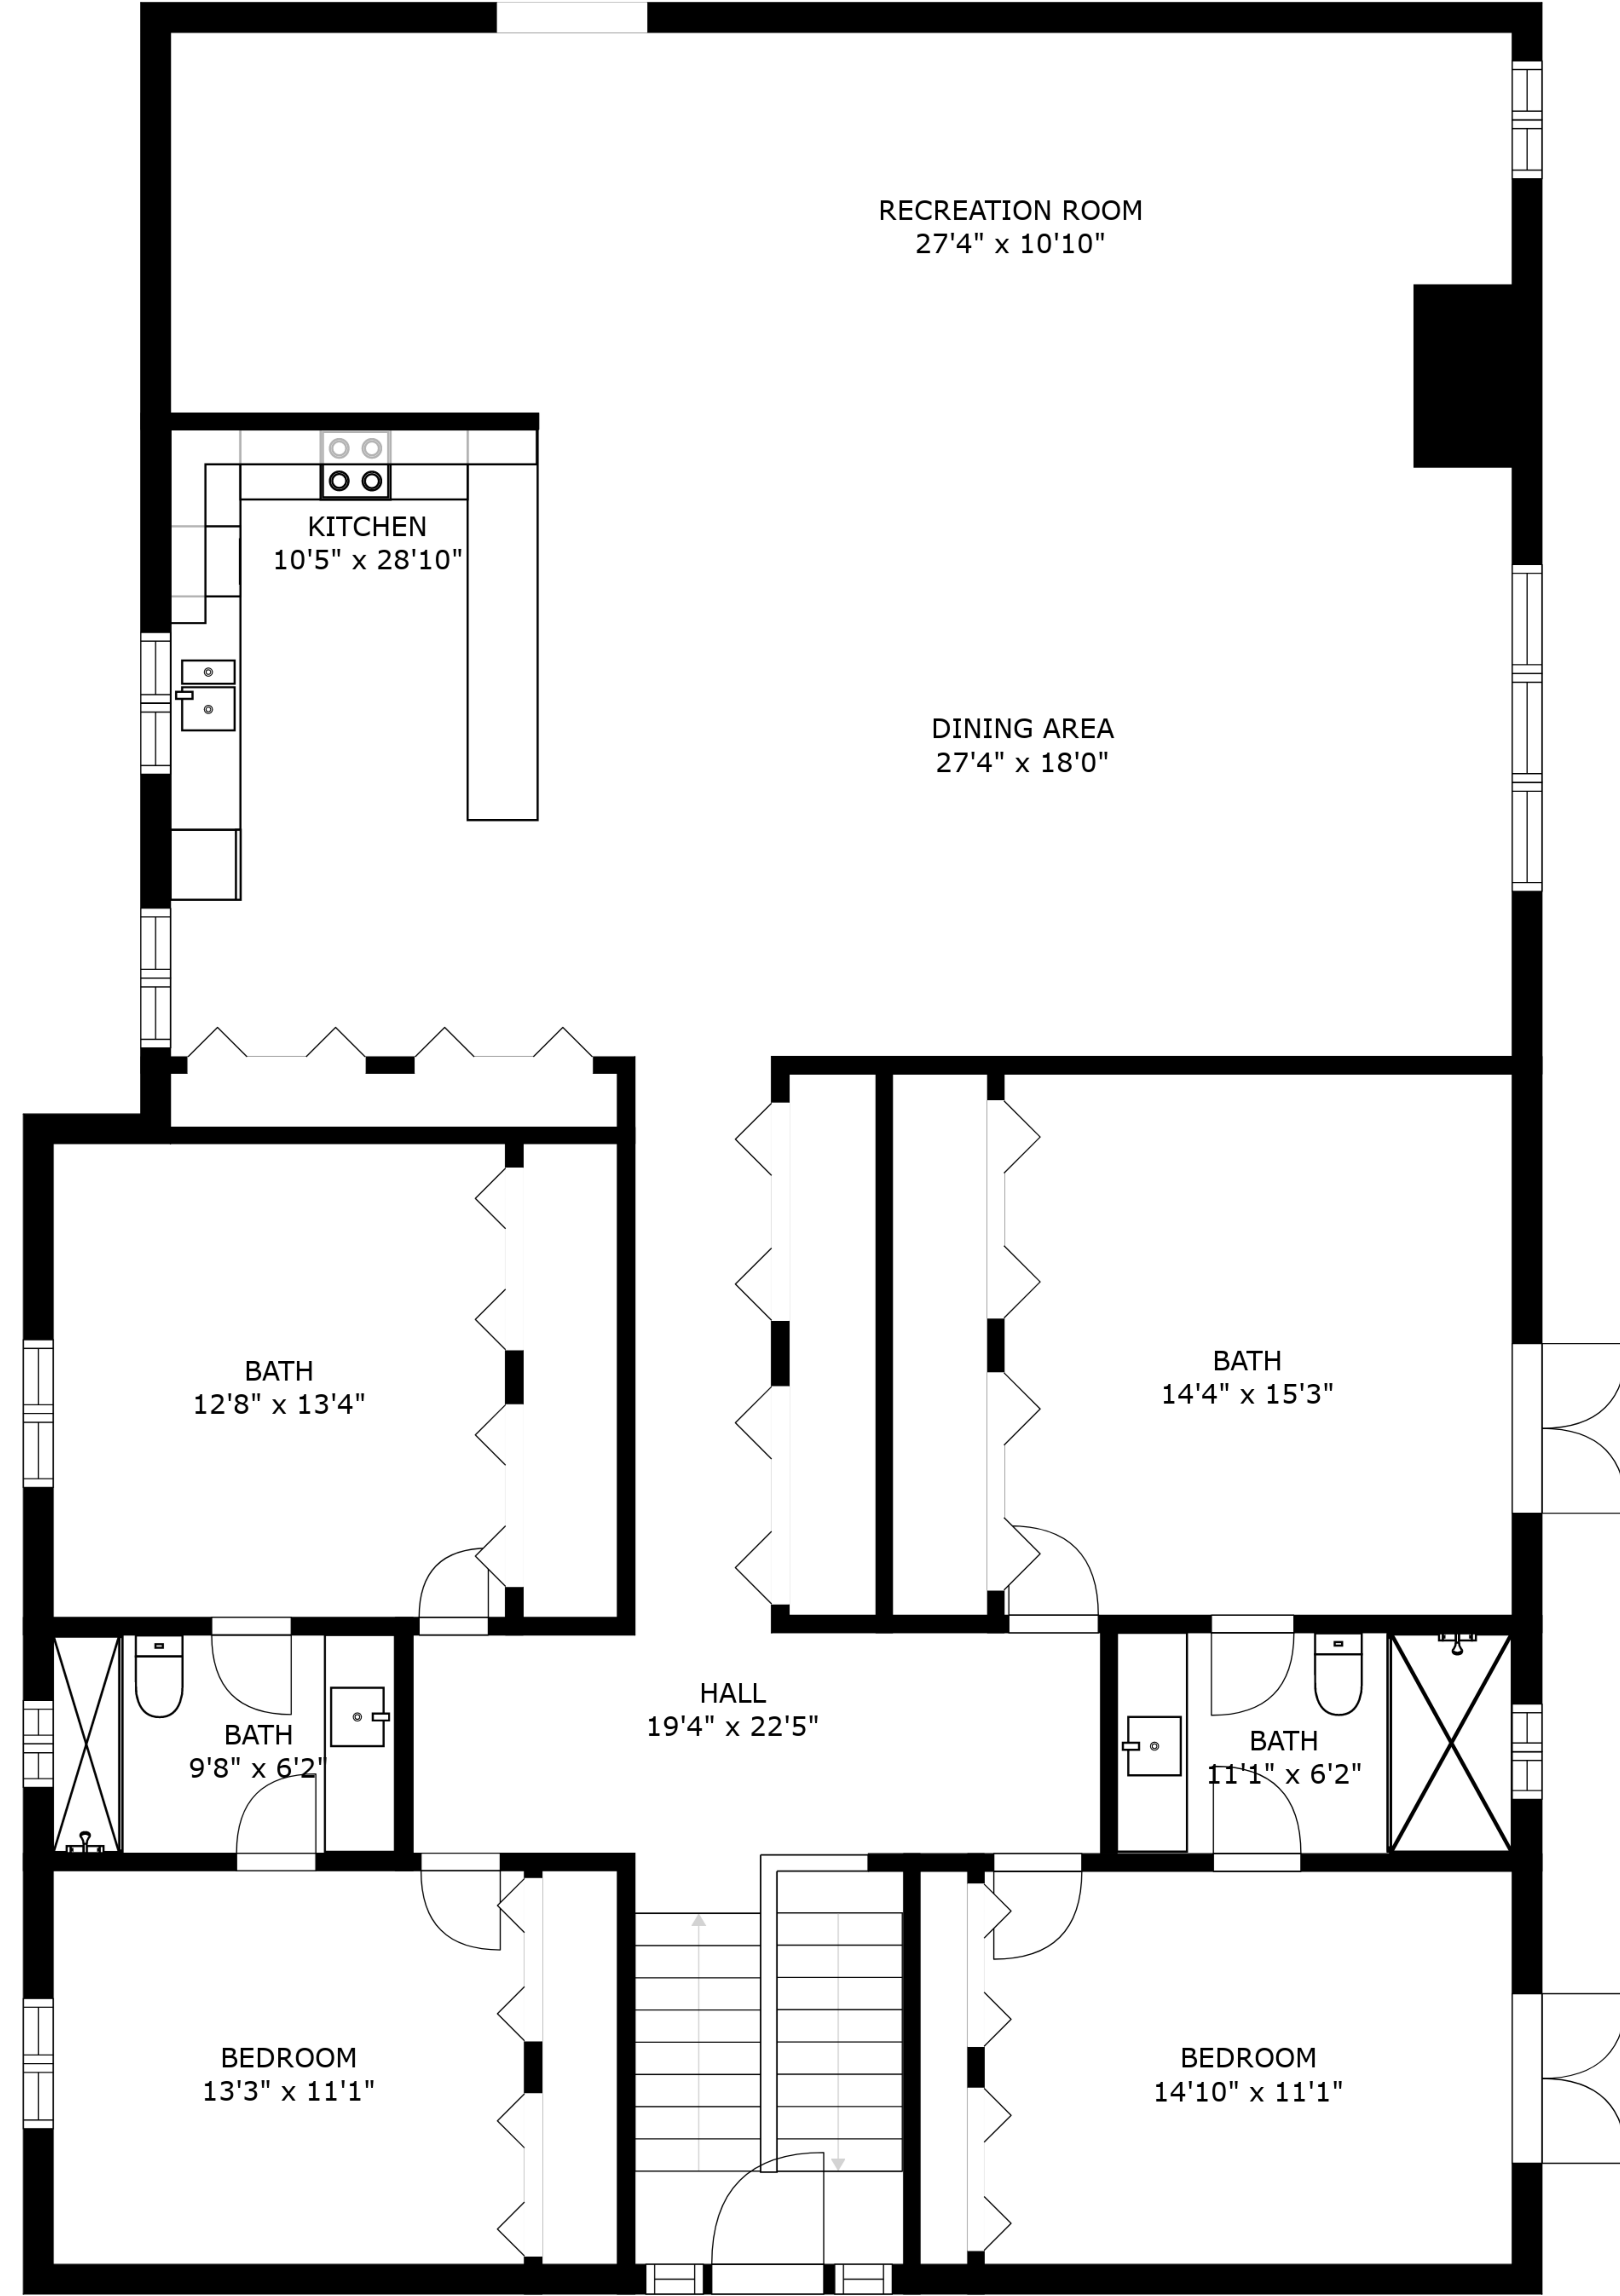 RECREATION ROOM
27'4" x 10'10"
KITCHEN
10'5" x 28'10"
DINING AREA
27'4" x 18'0"
BATH
12'8" x 13'4"
BATH
14'4" x 15'3"
HALL
19'4" x 22'5"
BATH
9'8" x 6'2"
BATH
11'1" x 6'2"
BEDROOM
13'3" x 11'1"
BEDROOM
14'10" x 11'1"